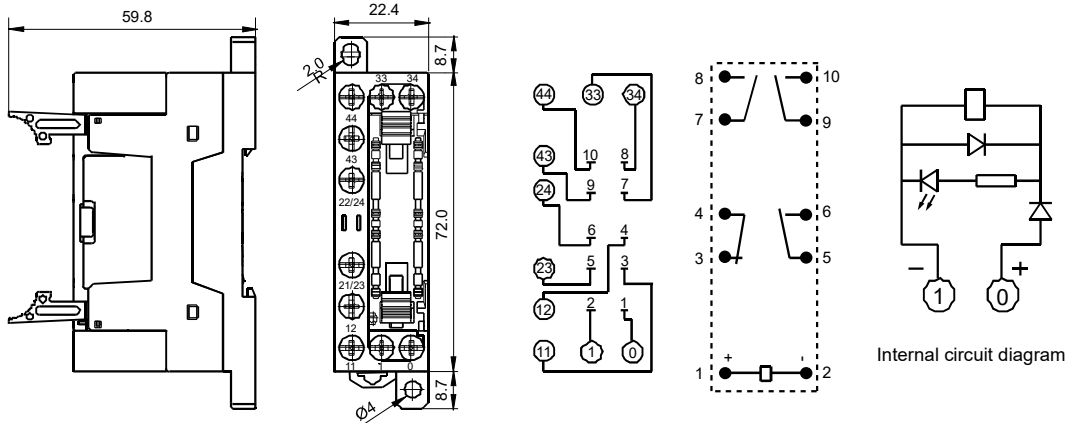 59.8
22.4
8.7
2.0
R
33 34
44
43
22/24
72.0
21/23
12
11 1 0
Ø4
8.7
44 33 34
43 10 8
24 9 7
6 4
23 5 3
12 2 1
11 1 0
8 10
7 9
4 6
3 5
+ -
1 2
− +
1 0
Internal circuit diagram